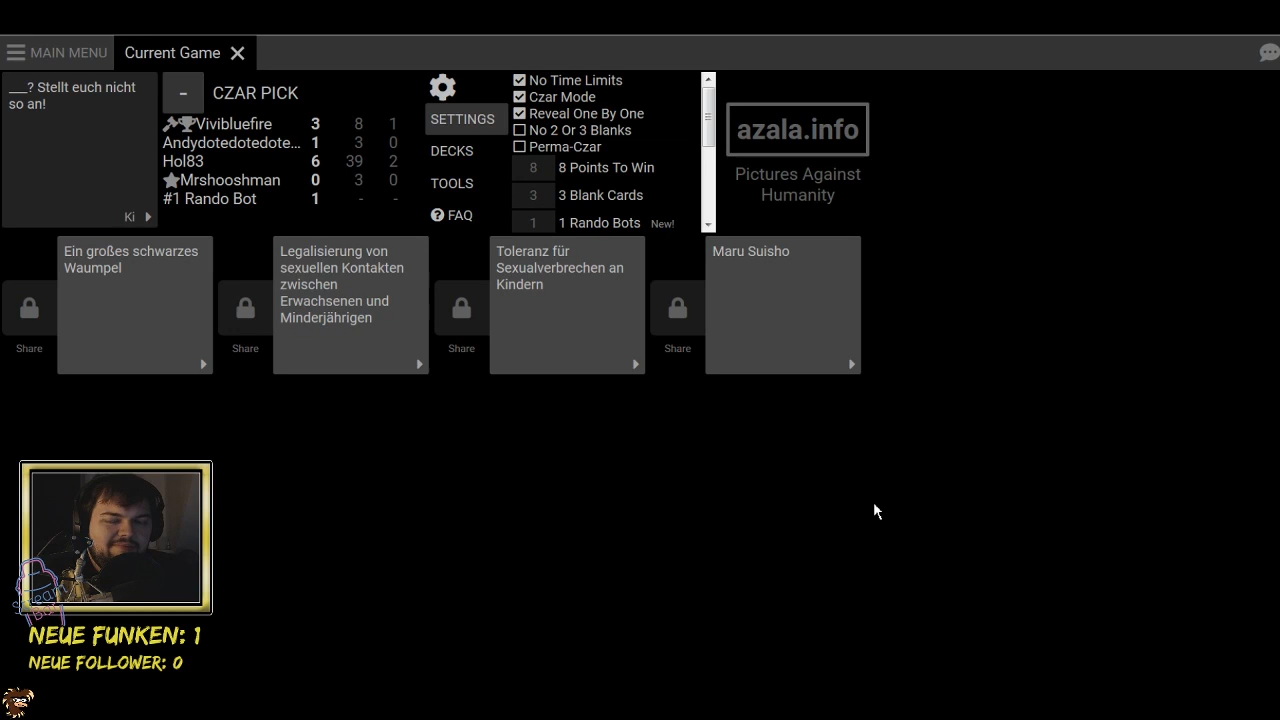 MAIN MENU
Current Game
___? Stellt euch nicht
so an!
Ki
-
CZAR PICK
Vivibluefire 3 8 1
Andydotedotedote... 1 3 0
Hol83 6 39 2
Mrshooshman 0 3 0
#1 Rando Bot 1 - -
SETTINGS
DECKS
TOOLS
? FAQ
No Time Limits
Czar Mode
Reveal One By One
No 2 Or 3 Blanks
Perma-Czar
8 8 Points To Win
3 3 Blank Cards
1 1 Rando Bots New!
azala.info
Pictures Against
Humanity
Share
Ein großes schwarzes
Waumpel
Share
Legalisierung von
sexuellen Kontakten
zwischen
Erwachsenen und
Minderjährigen
Share
Toleranz für
Sexualverbrechen an
Kindern
Share
Maru Suisho
Stream
NEUE FUNKEN: 1
NEUE FOLLOWER: 0